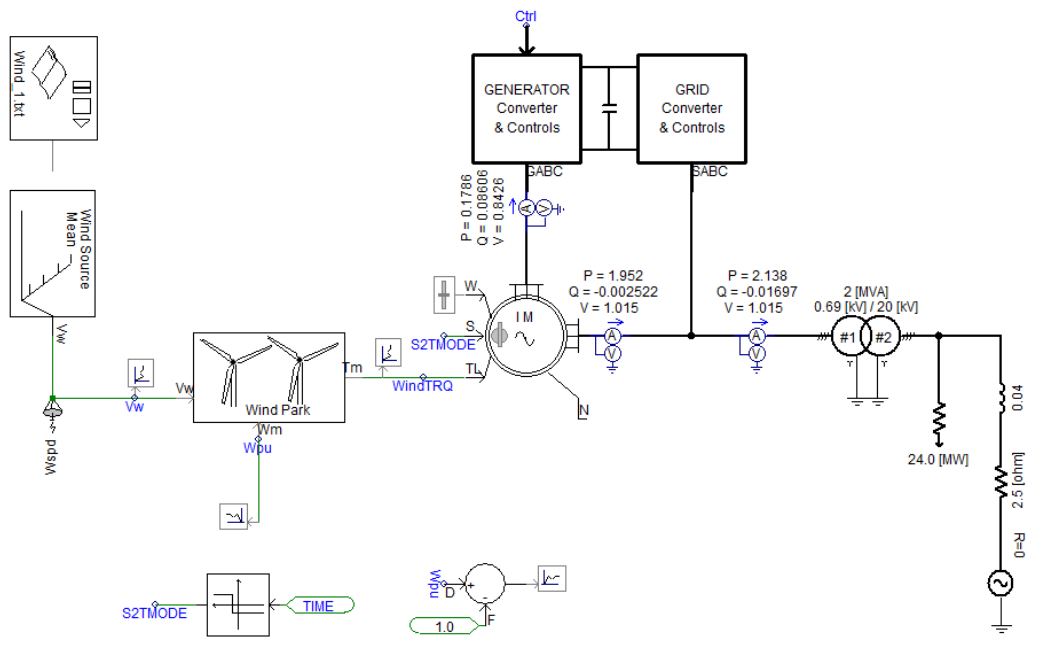 Ctrl
Wind_1.txt
GENERATOR
Converter
& Controls
GRID
Converter
& Controls
GABC
SABC
P = 0.1786
Q = 0.08606
V = 0.8426
A
V
Wind Source
Mean
Vw
W
S
S2TMODE
TL
I M
P = 1.952
Q = -0.002522
V = 1.015
A
V
P = 2.138
Q = -0.01697
V = 1.015
A
V
2 [MVA]
0.69 [kV] / 20 [kV]
#1
#2
0.04
24.0 [MW]
2.5 [ohm]
R=0
N
Tm
WindTRQ
Vw
Vw
Wind Park
Wm
Wpu
Wspd
S2TMODE
TIME
Wpu
D
+
-
F
1.0